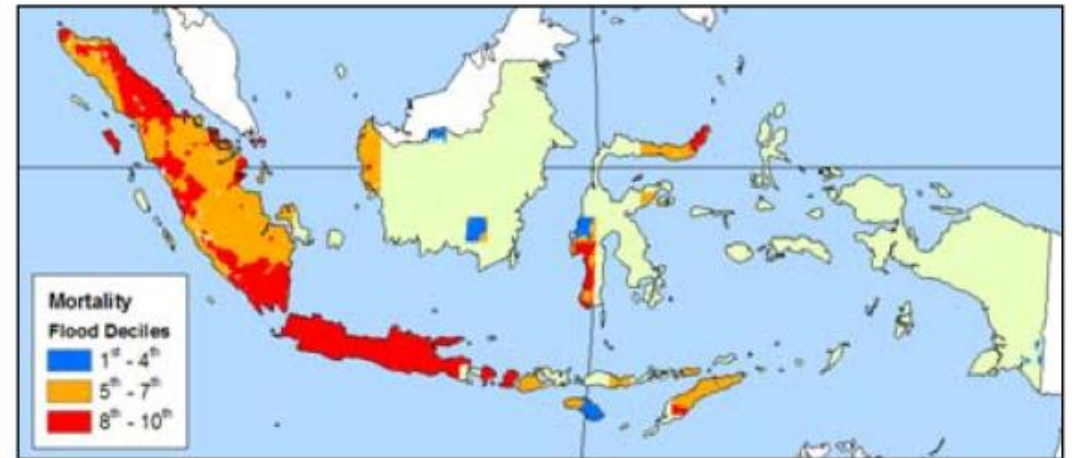 Mortality
Flood Deciles
1st - 4th
5th - 7th
8th - 10th